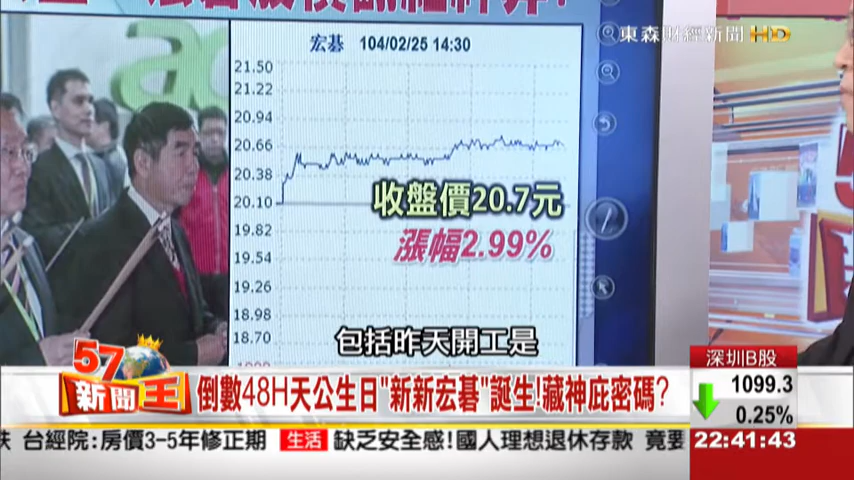 東森財經新聞 HD
宏碁 104/02/25 14:30
21.50
21.22
20.94
20.66
20.38
20.10
19.82
19.54
19.26
18.98
18.70
收盤價20.7元
漲幅2.99%
包括昨天開工是
57
新聞王
倒數48H天公生日"新新宏碁"誕生!藏神庇密碼?
深圳B股
1099.3
0.25%
台經院:房價3-5年修正期 生活 缺乏安全感!國人理想退休存款 竟要
22:41:43